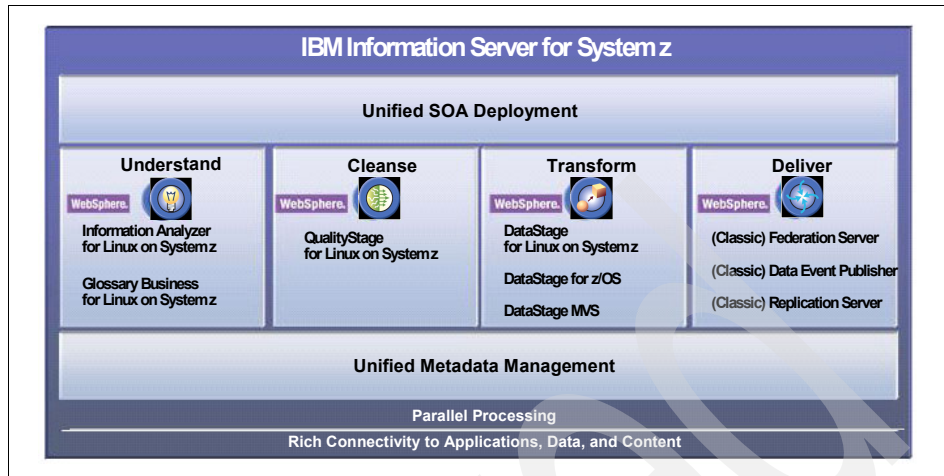 IBM Information Server for System z
Unified SOA Deployment
Understand
WebSphere.
Information Analyzer
for Linux on System z
Glossary Business
for Linux on System z
Cleanse
WebSphere.
QualityStage
for Linux on System z
Transform
WebSphere.
DataStage
for Linux on System z
DataStage for z/OS
DataStage MVS
Deliver
WebSphere.
(Classic) Federation Server
(Classic) Data Event Publisher
(Classic) Replication Server
Unified Metadata Management
Parallel Processing
Rich Connectivity to Applications, Data, and Content